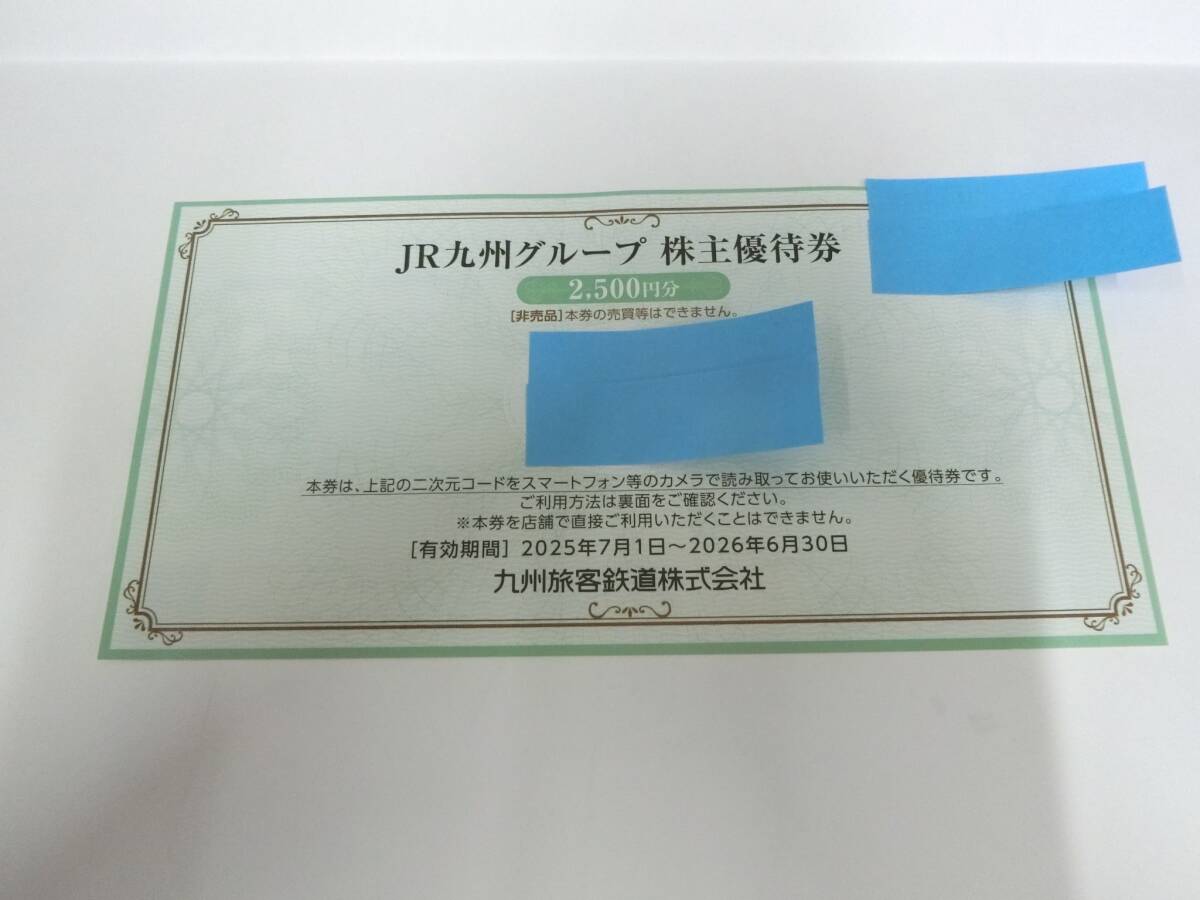 JR九州グループ 株主優待券
2,500円分
[非売品]本券の売買等はできません。
本券は、上記の二次元コードをスマートフォン等のカメラで読み取ってお使いいただく優待券です。
ご利用方法は裏面をご確認ください。
※本券を店舗で直接ご利用いただくことはできません。
[有効期間] 2025年7月1日～2026年6月30日
九州旅客鉄道株式会社